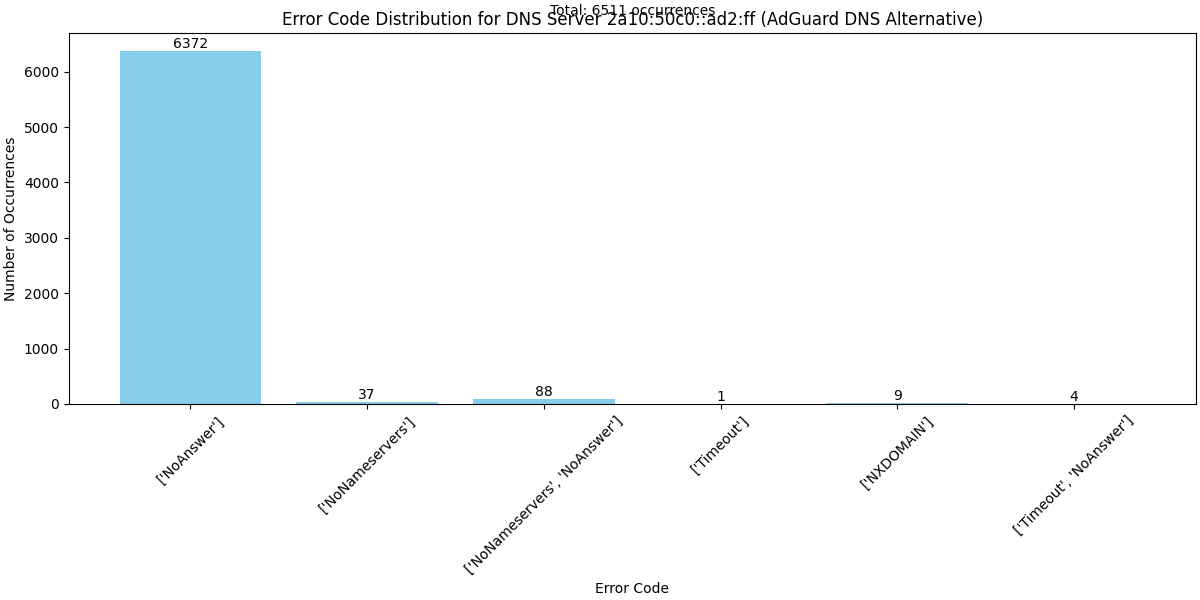 Total: 6511 occurrences
Error Code Distribution for DNS Server 2a10:50c0::ad2:ff (AdGuard DNS Alternative)
Number of Occurrences
6000
5000
4000
3000
2000
1000
0
6372
37
88
1
9
4
['NoAnswer']
['NoNameservers']
['NoNameservers', 'NoAnswer']
['Timeout']
['NXDOMAIN']
['Timeout', 'NoAnswer']
Error Code